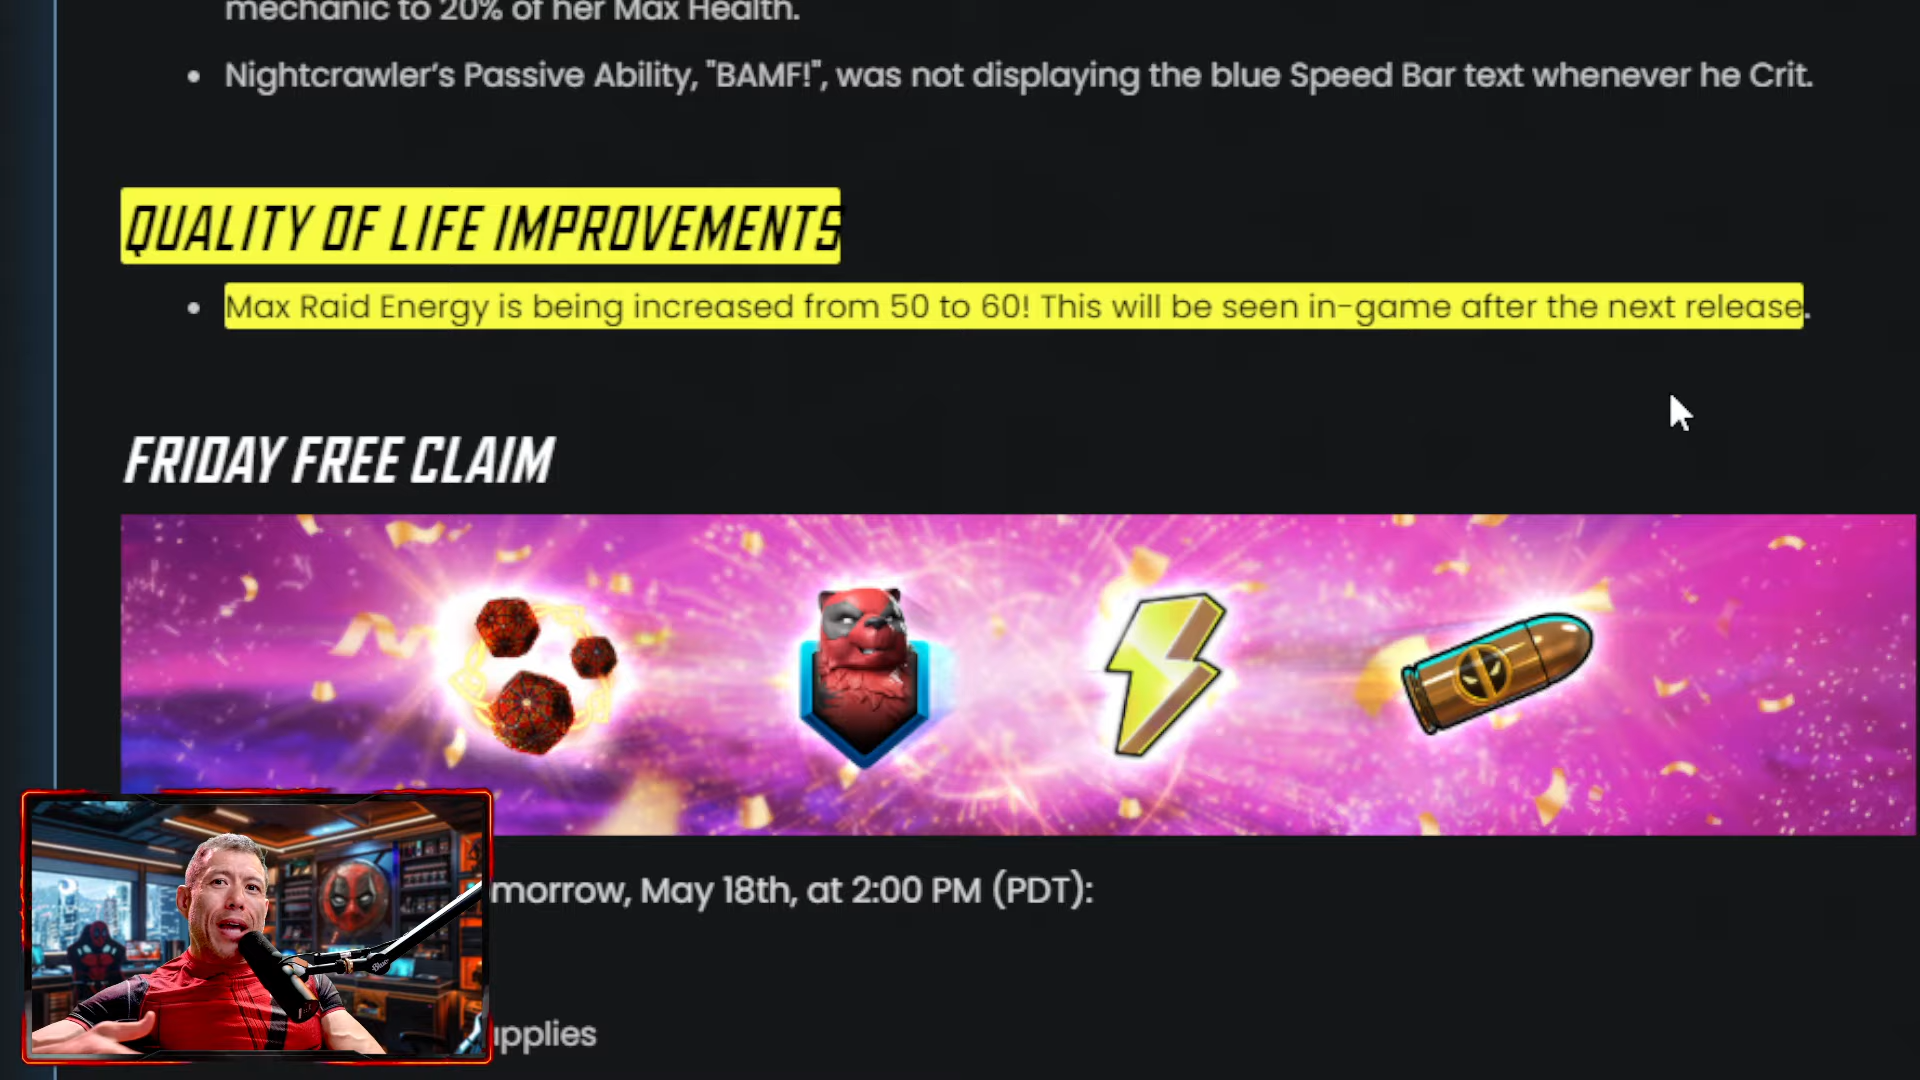 mechanic to 20% of her Max Health.
Nightcrawler’s Passive Ability, "BAMF!", was not displaying the blue Speed Bar text whenever he Crit.
QUALITY OF LIFE IMPROVEMENTS
Max Raid Energy is being increased from 50 to 60! This will be seen in-game after the next release.
FRIDAY FREE CLAIM
morrow, May 18th, at 2:00 PM (PDT):
upplies